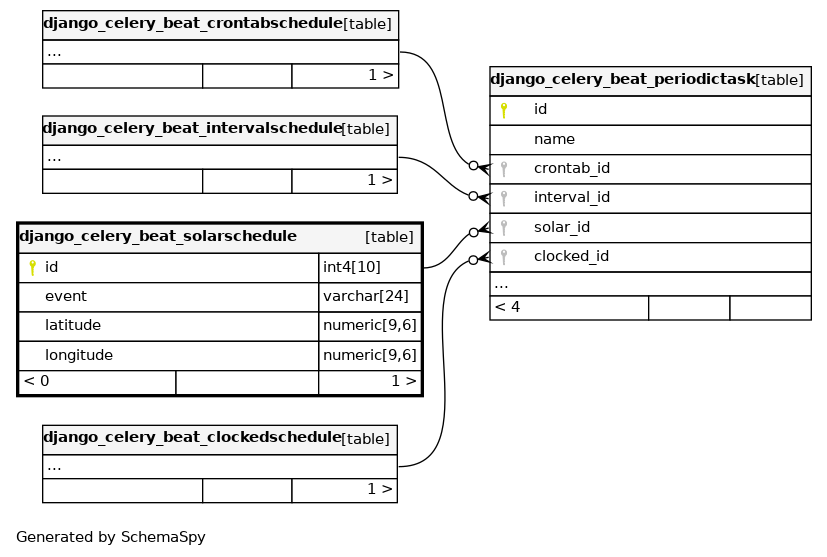 django_celery_beat_crontabschedule [table]
...
1 >
django_celery_beat_intervalschedule [table]
...
1 >
django_celery_beat_solarschedule [table]
id int4[10]
event varchar[24]
latitude numeric[9,6]
longitude numeric[9,6]
< 0 1 >
django_celery_beat_clockedschedule [table]
...
1 >
django_celery_beat_periodictask [table]
id
name
crontab_id
interval_id
solar_id
clocked_id
...
< 4
Generated by SchemaSpy